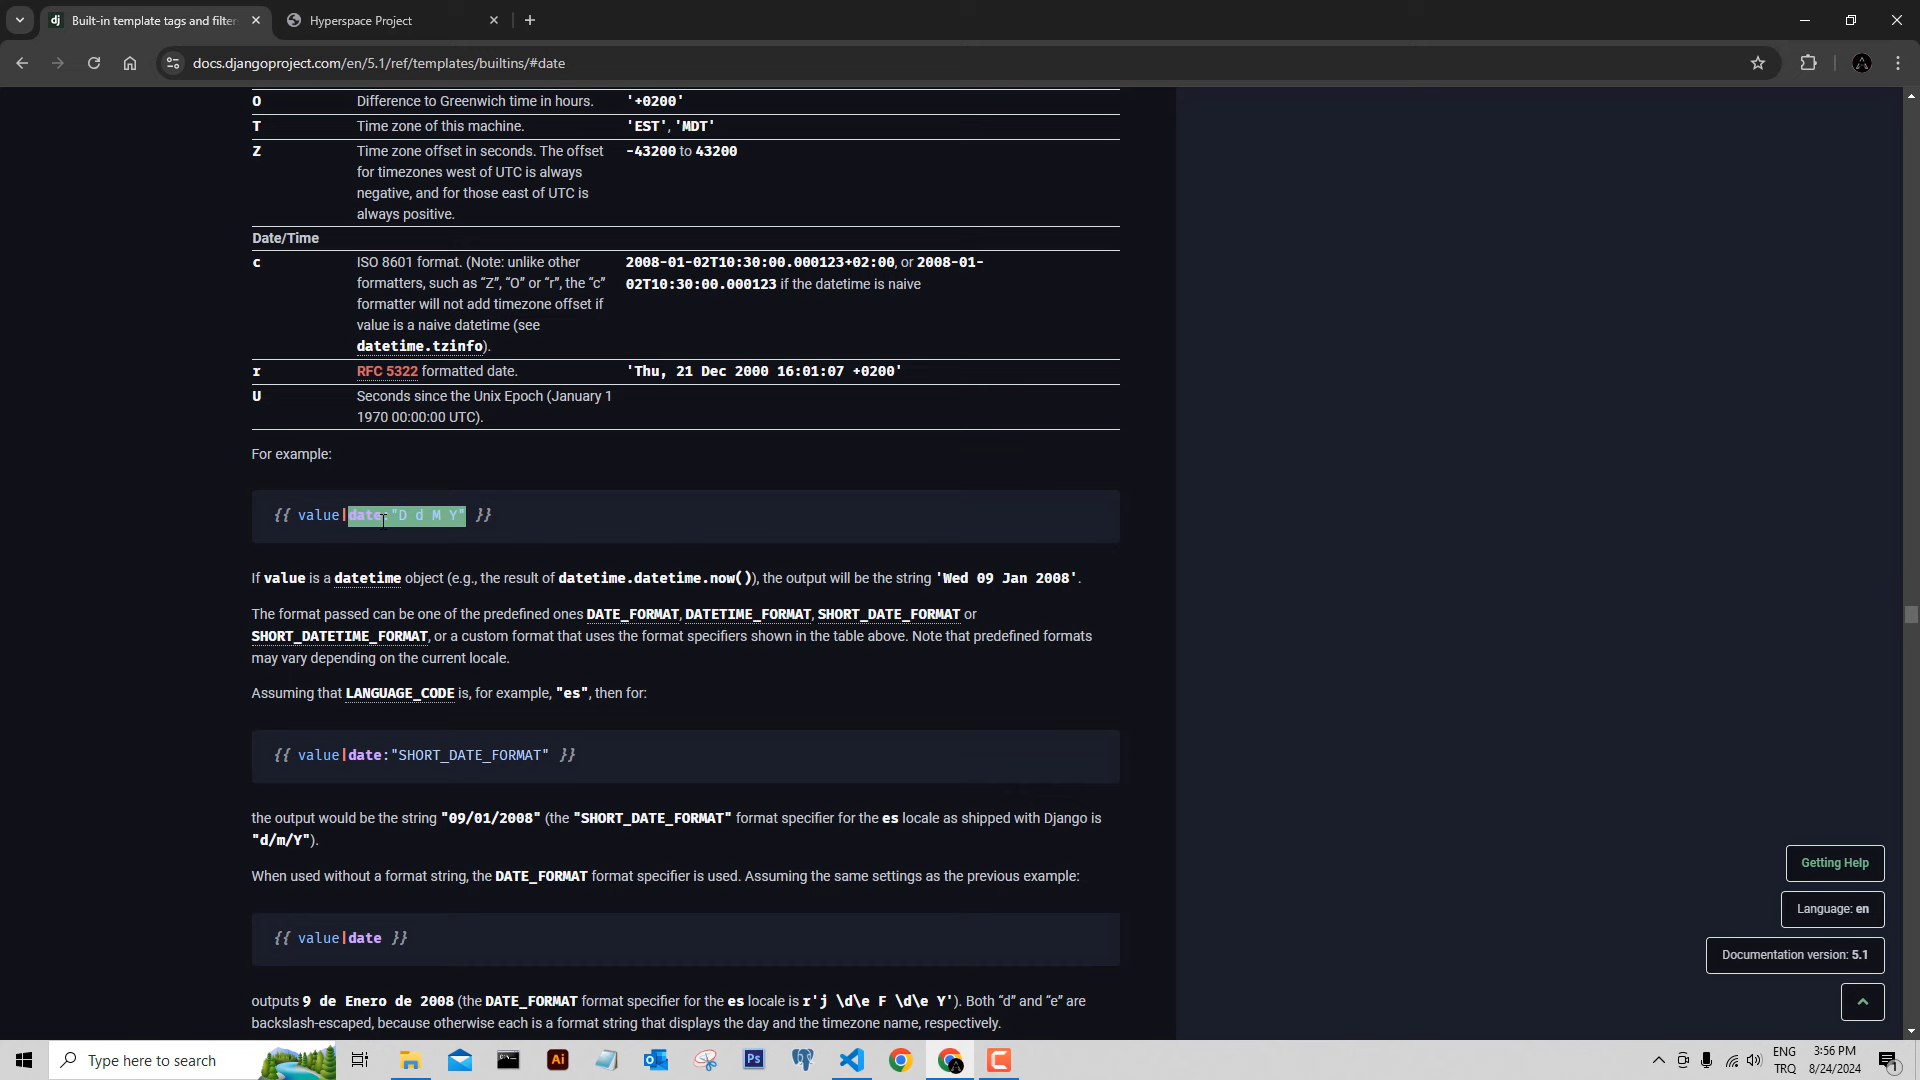 Built-in template tags and filter
Hyperspace Project
docs.djangoproject.com/en/5.1/ref/templates/builtins/#date
O Difference to Greenwich time in hours. '+0200'
T Time zone of this machine. 'EST', 'MDT'
Z Time zone offset in seconds. The offset -43200 to 43200
for timezones west of UTC is always
negative, and for those east of UTC is
always positive.
Date/Time
c ISO 8601 format. (Note: unlike other 2008-01-02T10:30:00.000123+02:00, or 2008-01-
formatters, such as “Z”, “O” or “r”, the “c” 02T10:30:00.000123 if the datetime is naive
formatter will not add timezone offset if
value is a naive datetime (see
datetime.tzinfo).
r RFC 5322 formatted date. 'Thu, 21 Dec 2000 16:01:07 +0200'
U Seconds since the Unix Epoch (January 1
1970 00:00:00 UTC).
For example:
{{ value|date:"D d M Y" }}
If value is a datetime object (e.g., the result of datetime.datetime.now()), the output will be the string 'Wed 09 Jan 2008'.
The format passed can be one of the predefined ones DATE_FORMAT, DATETIME_FORMAT, SHORT_DATE_FORMAT or
SHORT_DATETIME_FORMAT, or a custom format that uses the format specifiers shown in the table above. Note that predefined formats
may vary depending on the current locale.
Assuming that LANGUAGE_CODE is, for example, "es", then for:
{{ value|date:"SHORT_DATE_FORMAT" }}
the output would be the string "09/01/2008" (the "SHORT_DATE_FORMAT" format specifier for the es locale as shipped with Django is
"d/m/Y").
When used without a format string, the DATE_FORMAT format specifier is used. Assuming the same settings as the previous example:
{{ value|date }}
outputs 9 de Enero de 2008 (the DATE_FORMAT format specifier for the es locale is r'j \d\e F \d\e Y'). Both “d” and “e” are
backslash-escaped, because otherwise each is a format string that displays the day and the timezone name, respectively.
Getting Help
Language: en
Documentation version: 5.1
Type here to search
Ai
Ps
ENG
TRQ
3:56 PM
8/24/2024
1